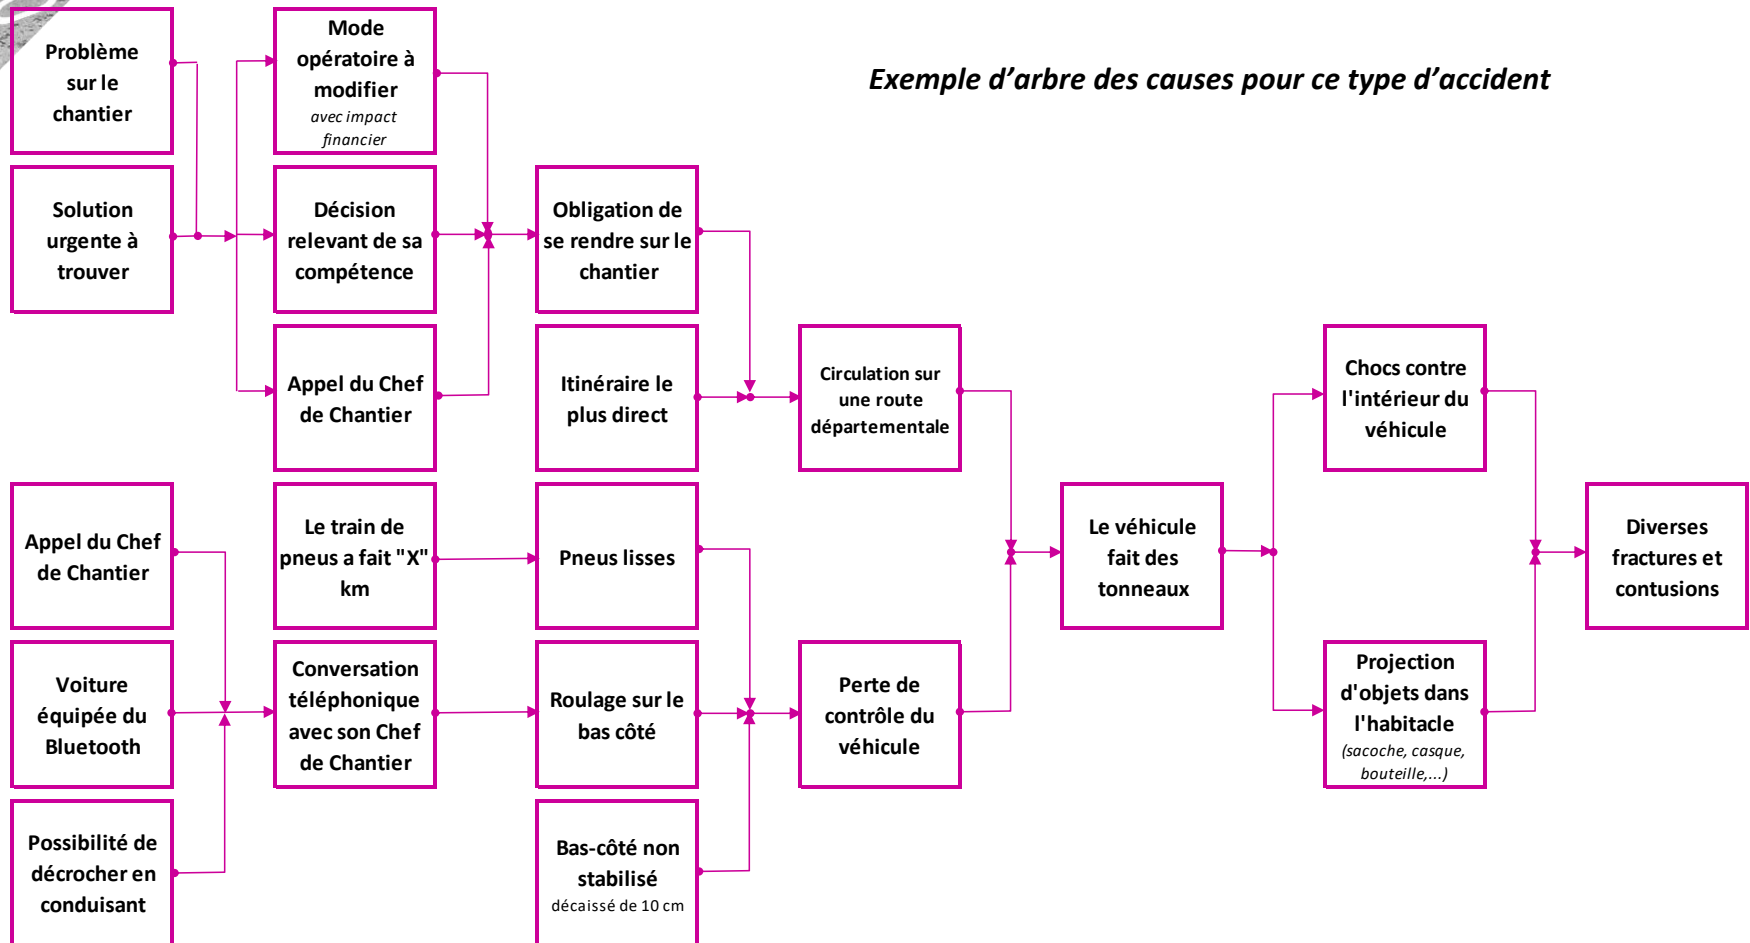 Exemple d'arbre des causes pour ce type d'accident
Problème
sur le
chantier
Mode
opératoire à
modifier
avec impact
financier
Solution
urgente à
trouver
Décision
relevant de sa
compétence
Obligation de
se rendre sur le
chantier
Appel du Chef
de Chantier
Itinéraire le
plus direct
Circulation sur
une route
départementale
Chocs contre
l'intérieur du
véhicule
Appel du Chef
de Chantier
Le train de
pneus a fait "X"
km
Pneus lisses
Le véhicule
fait des
tonneaux
Diverses
fractures et
contusions
Voiture
équipée du
Bluetooth
Conversation
téléphonique
avec son Chef
de Chantier
Roulage sur le
bas côté
Perte de
contrôle du
véhicule
Projection
d'objets dans
l'habitacle
(sacoche, casque,
bouteille,...)
Possibilité de
décrocher en
conduisant
Bas-côté non
stabilisé
décaissé de 10 cm